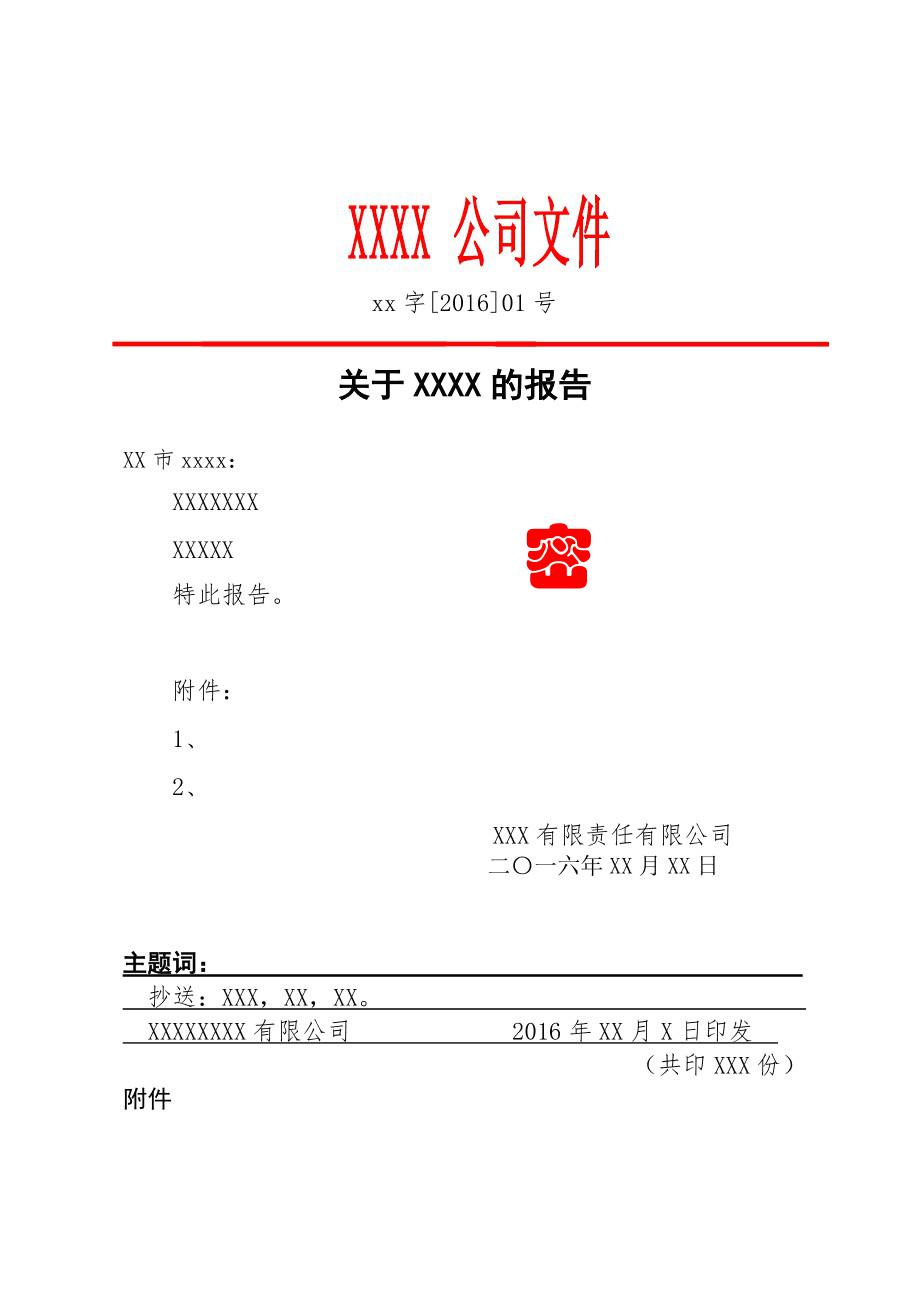 XXXX 公司文件
xx 字[2016]01 号
关于 XXXX 的报告
XX 市 xxxx：
XXXXXXX
XXXXX
特此报告。
附件：
1、
2、
XXX 有限责任有限公司
二〇一六年 XX 月 XX 日
主题词：
抄送：XXX，XX，XX。
XXXXXXXX 有限公司 2016 年 XX 月 X 日印发
（共印 XXX 份）
附件